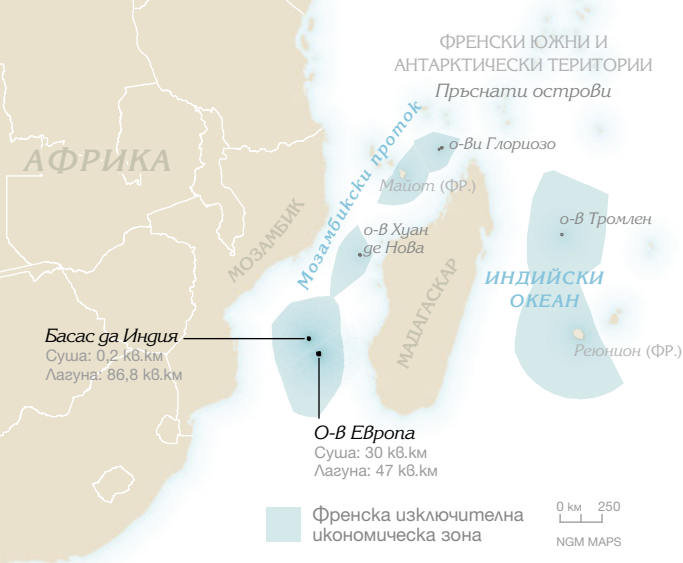 ФРЕНСКИ ЮЖНИ И
АНТАРКТИЧЕСКИ ТЕРИТОРИИ
Пръснати острови
Мозамбикски проток
о-ви Глориозо
АФРИКА
Майот (ФР.)
МОЗАМБИК
о-в Хуан
де Нова
о-в Тромлен
МАДАГАСКАР
ИНДИЙСКИ
ОКЕАН
Басас да Индия
Суша: 0,2 кв.км
Лагуна: 86,8 кв.км
Реюнион (ФР.)
О-в Европа
Суша: 30 кв.км
Лагуна: 47 кв.км
Френска изключителна
икономическа зона
0 км 250
NGM MAPS